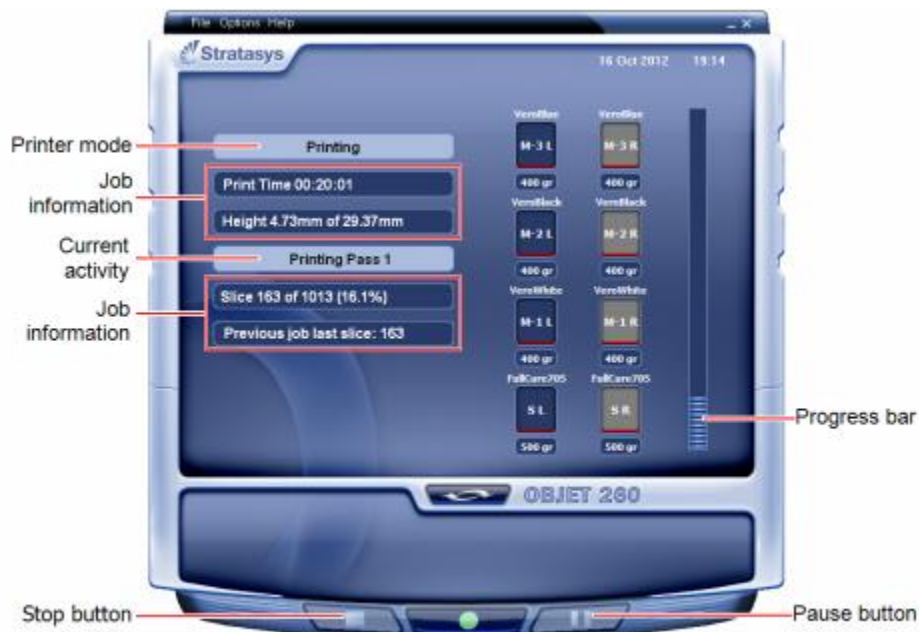 File Options Help
Stratasys
16 Oct 2012 19:14
Printer mode
Printing
Job information
Print Time 00:20:01
Height 4.73mm of 29.37mm
Current activity
Printing Pass 1
Job information
Slice 163 of 1013 (16.1%)
Previous job last slice: 163
VeroBlue VeroBlue
M-3 L M-3 R
400 gr 400 gr
VeroBlack VeroBlack
M-2 L M-2 R
400 gr 400 gr
VeroWhite VeroWhite
M-1 L M-1 R
400 gr 400 gr
FullCure705 FullCure705
S L S R
500 gr 500 gr
Progress bar
OBJET 260
Stop button
Pause button